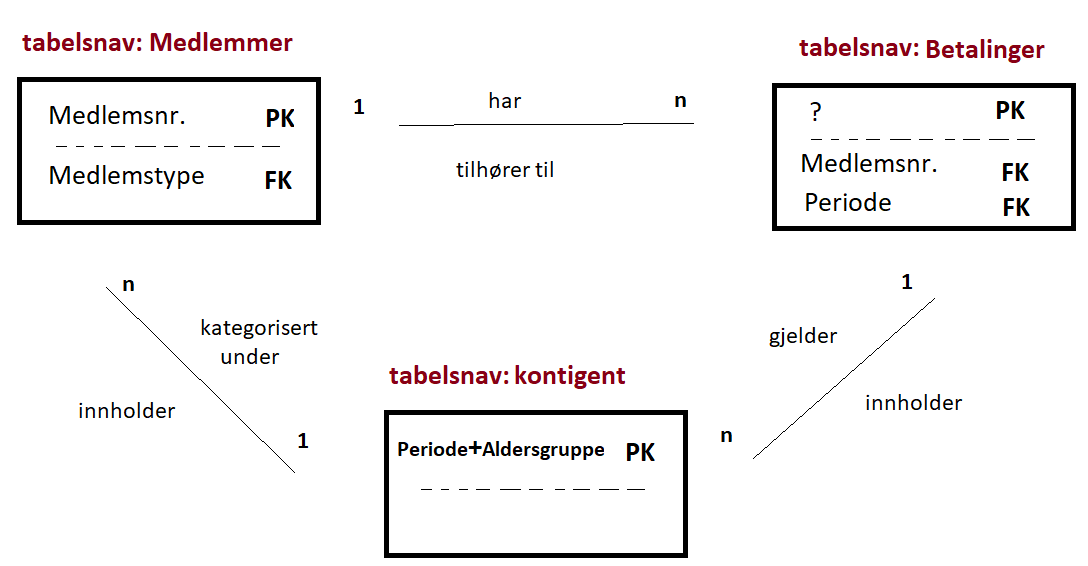 tabelsnav: Medlemmer
Medlemsnr. PK
Medlemstype FK
1 har n
tilhører til
tabelsnav: Betalinger
? PK
Medlemsnr. FK
Periode FK
n
kategorisert
under
innholder
1
1
gjelder
innholder
n
tabelsnav: kontigent
Periode+Aldersgruppe PK